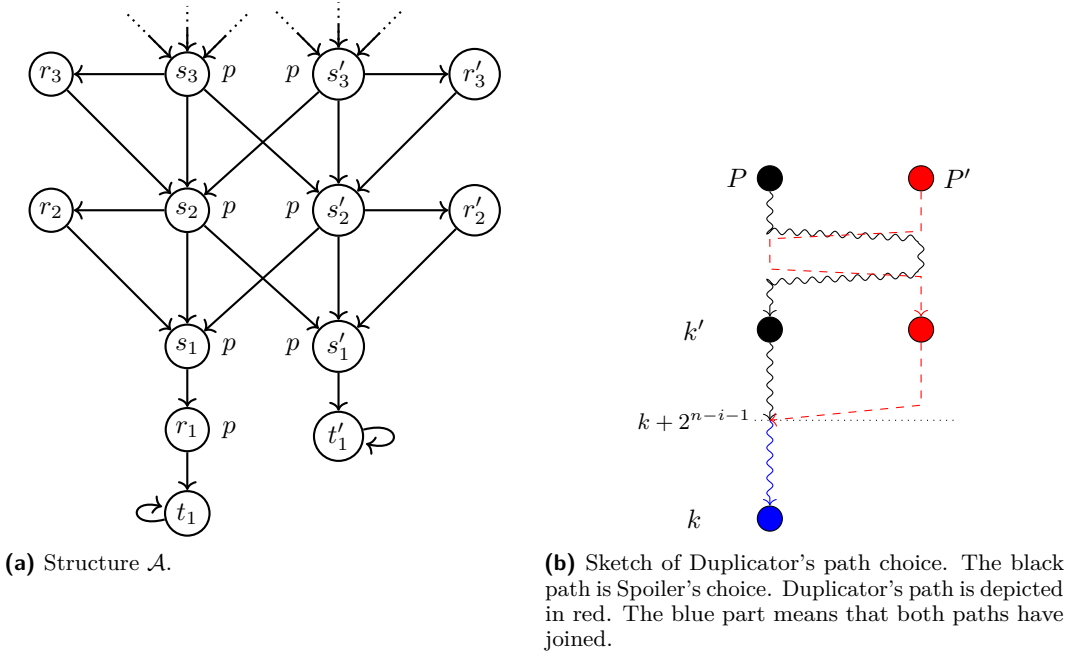 r₃ s₃ p p s′₃ r′₃
r₂ s₂ p p s′₂ r′₂
s₁ p p s′₁
r₁ p t′₁
t₁
(a) Structure 𝒜.
P P′
k′
k + 2ⁿ⁻ⁱ⁻¹
k
(b) Sketch of Duplicator's path choice. The black
path is Spoiler's choice. Duplicator's path is depicted
in red. The blue part means that both paths have
joined.